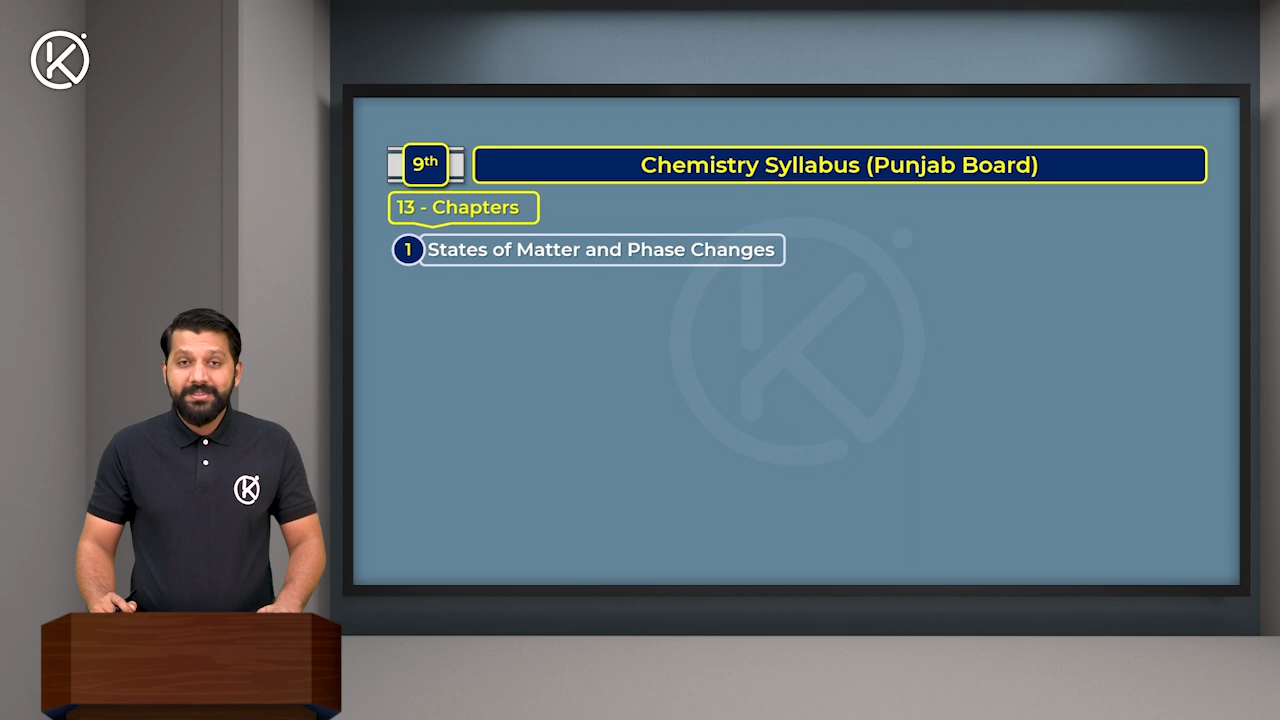 9th
Chemistry Syllabus (Punjab Board)
13 - Chapters
1
States of Matter and Phase Changes